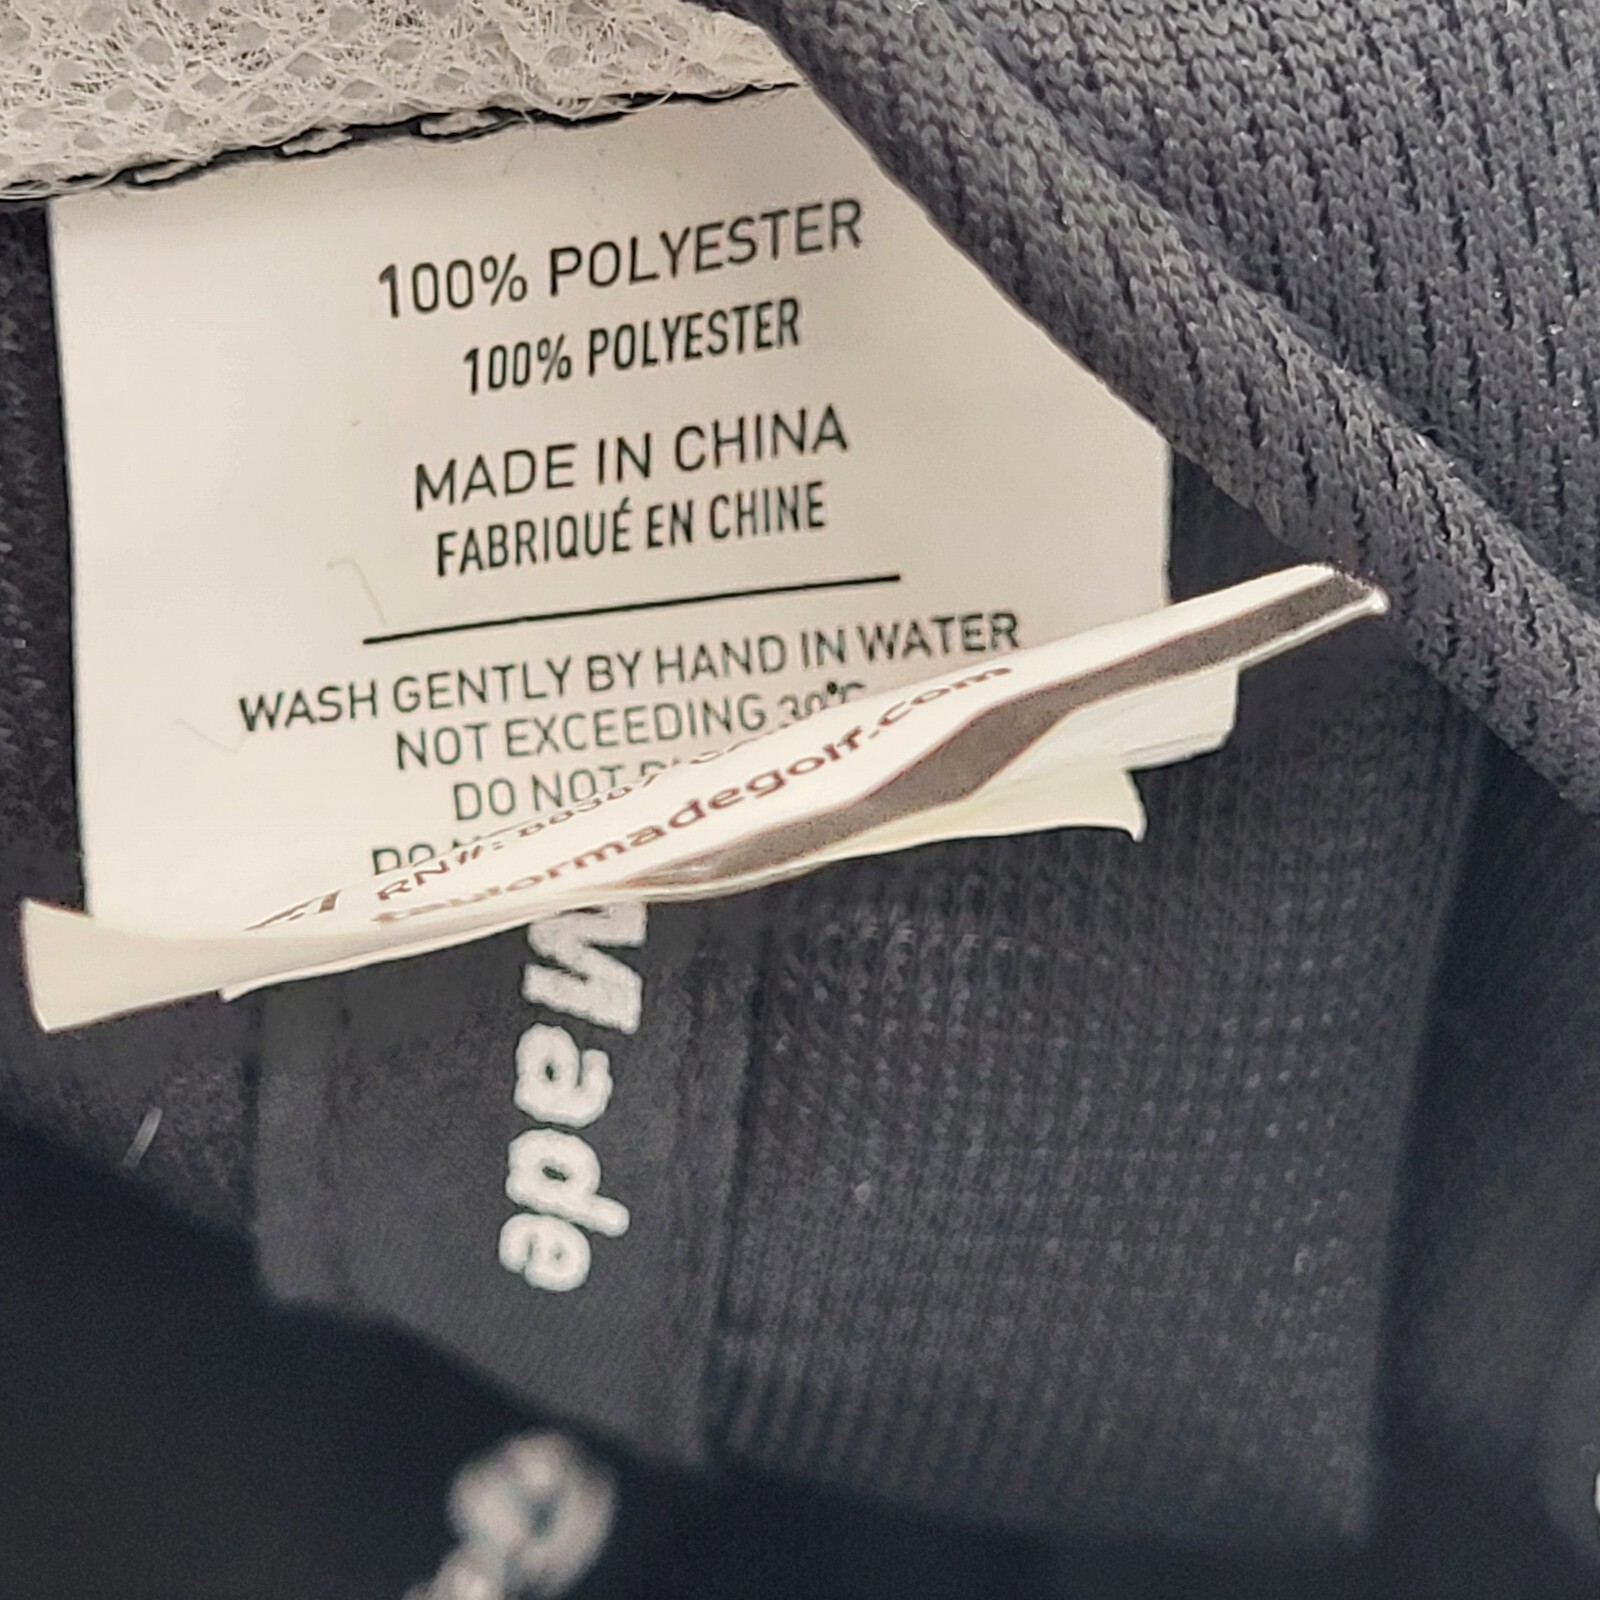 100% POLYESTER
100% POLYESTER
MADE IN CHINA
FABRIQUÉ EN CHINE
WASH GENTLY BY HAND IN WATER
NOT EXCEEDING 30°C
DO NOT
DO
RN#:
taylormadegolf.com
Made